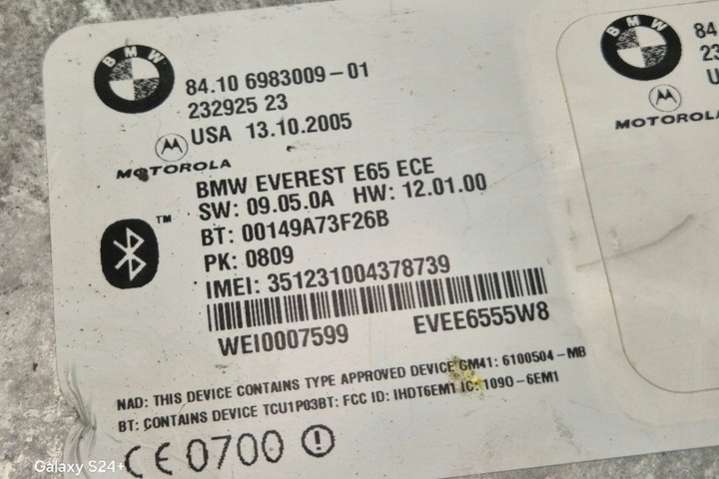 BMW
84.10 6983009-01
232925 23
USA 13.10.2005
MOTOROLA
BMW EVEREST E65 ECE
SW: 09.05.0A HW: 12.01.00
BT: 00149A73F26B
PK: 0809
IMEI: 351231004378739
WEI0007599 EVEE6555W8
NAD: THIS DEVICE CONTAINS TYPE APPROVED DEVICE GM41: 6100504-MB
BT: CONTAINS DEVICE TCU1P03BT: FCC ID: IHDT6EM1 IC: 1090-6EM1
CE 0700
BMW
84.
23
U
MOTOROLA
Galaxy S24+